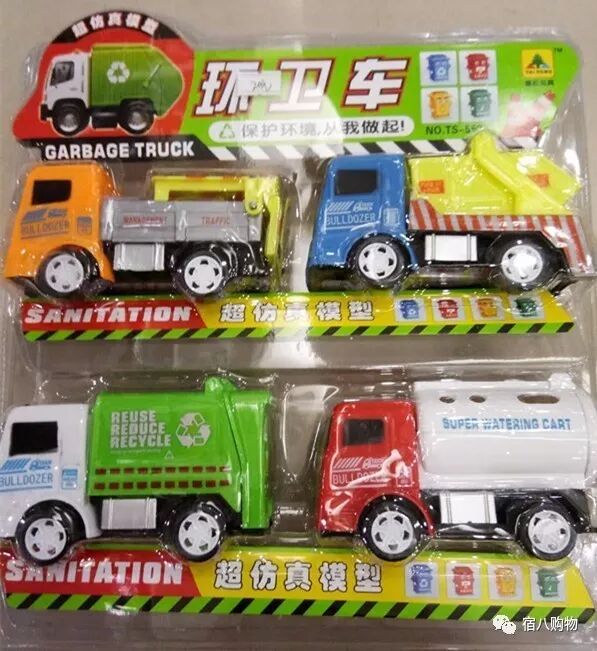 超仿真模型
GARBAGE TRUCK
环卫车
保护环境,从我做起!
TM
BULLDOZER
MANAGEMENT
TRAFFIC
BULLDOZER
SANITATION
超仿真模型
REUSE
REDUCE
RECYCLE
BULLDOZER
SUPER WATERING CART
BULLDOZER
SANITATION
超仿真模型
宿八购物